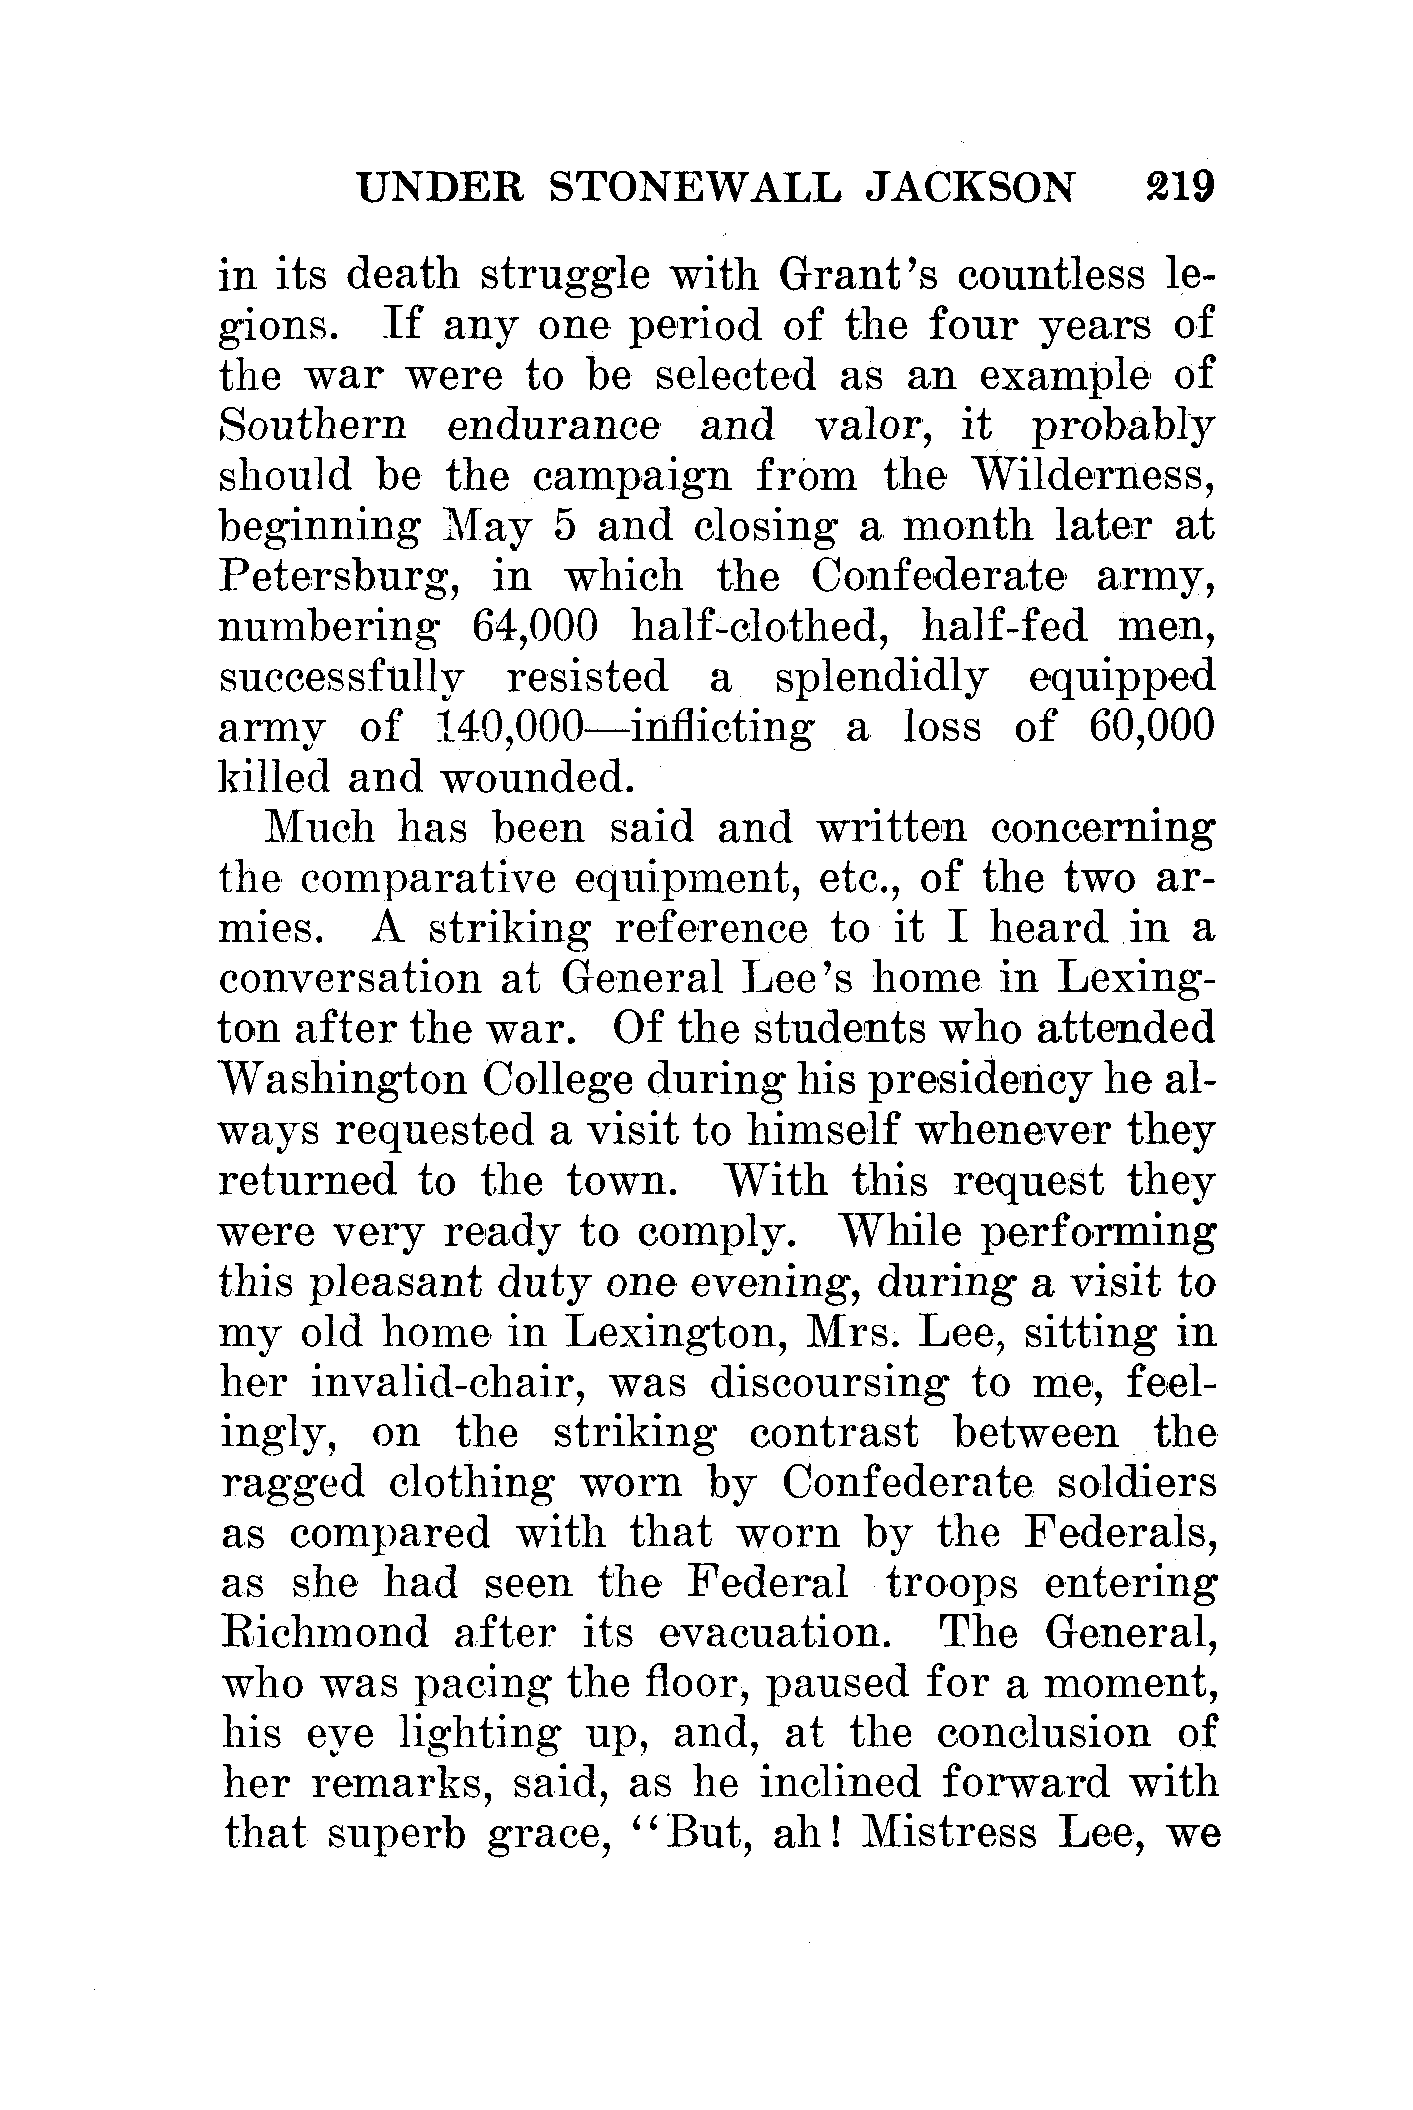 UNDER STONEWALL JACKSON 219
in its death struggle with Grant's countless le-
gions. If any one period of the four years of
the war were to be selected as an example of
Southern endurance and valor, it probably
should be the campaign from the Wilderness,
beginning May 5 and closing a month later at
Petersburg, in which the Confederate army,
numbering 64,000 half-clothed, half-fed men,
successfully resisted a splendidly equipped
army of 140,000—inflicting a loss of 60,000
killed and wounded.
Much has been said and written concerning
the comparative equipment, etc., of the two ar-
mies. A striking reference to it I heard in a
conversation at General Lee's home in Lexing-
ton after the war. Of the students who attended
Washington College during his presidency he al-
ways requested a visit to himself whenever they
returned to the town. With this request they
were very ready to comply. While performing
this pleasant duty one evening, during a visit to
my old home in Lexington, Mrs. Lee, sitting in
her invalid-chair, was discoursing to me, feel-
ingly, on the striking contrast between the
ragged clothing worn by Confederate soldiers
as compared with that worn by the Federals,
as she had seen the Federal troops entering
Richmond after its evacuation. The General,
who was pacing the floor, paused for a moment,
his eye lighting up, and, at the conclusion of
her remarks, said, as he inclined forward with
that superb grace, "But, ah! Mistress Lee, we